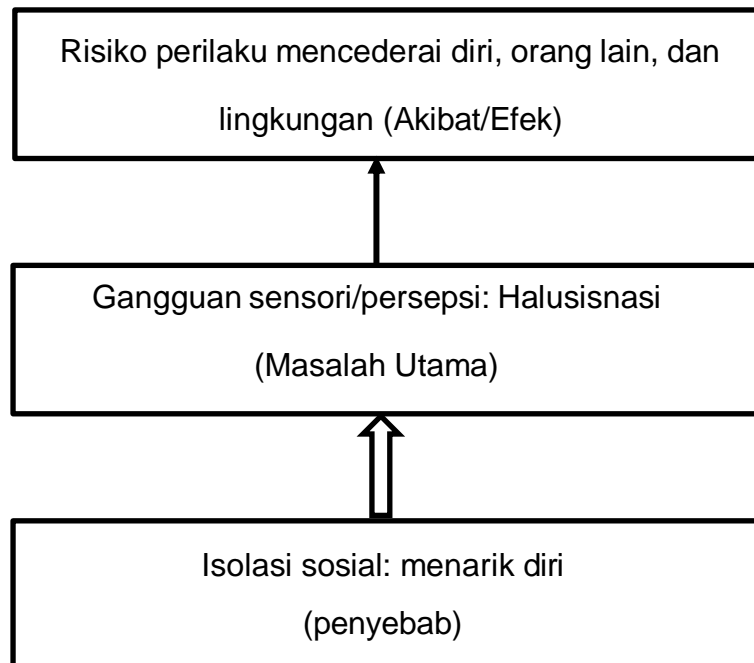 Risiko perilaku mencederai diri, orang lain, dan
lingkungan (Akibat/Efek)
Gangguan sensori/persepsi: Halusisnasi
(Masalah Utama)
Isolasi sosial: menarik diri
(penyebab)